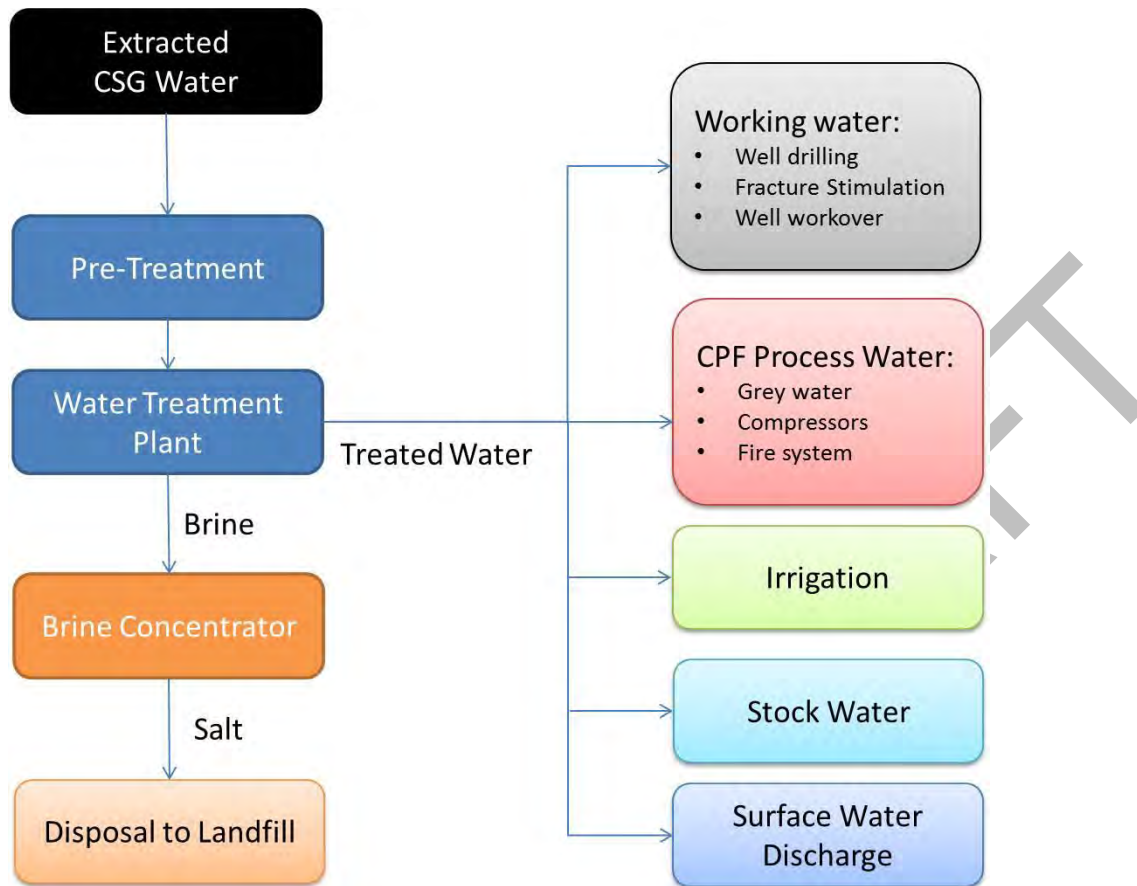 Extracted
CSG Water
Pre-Treatment
Water Treatment
Plant
Treated Water
Brine
Brine Concentrator
Salt
Disposal to Landfill
Working water:
• Well drilling
• Fracture Stimulation
• Well workover
CPF Process Water:
• Grey water
• Compressors
• Fire system
Irrigation
Stock Water
Surface Water
Discharge